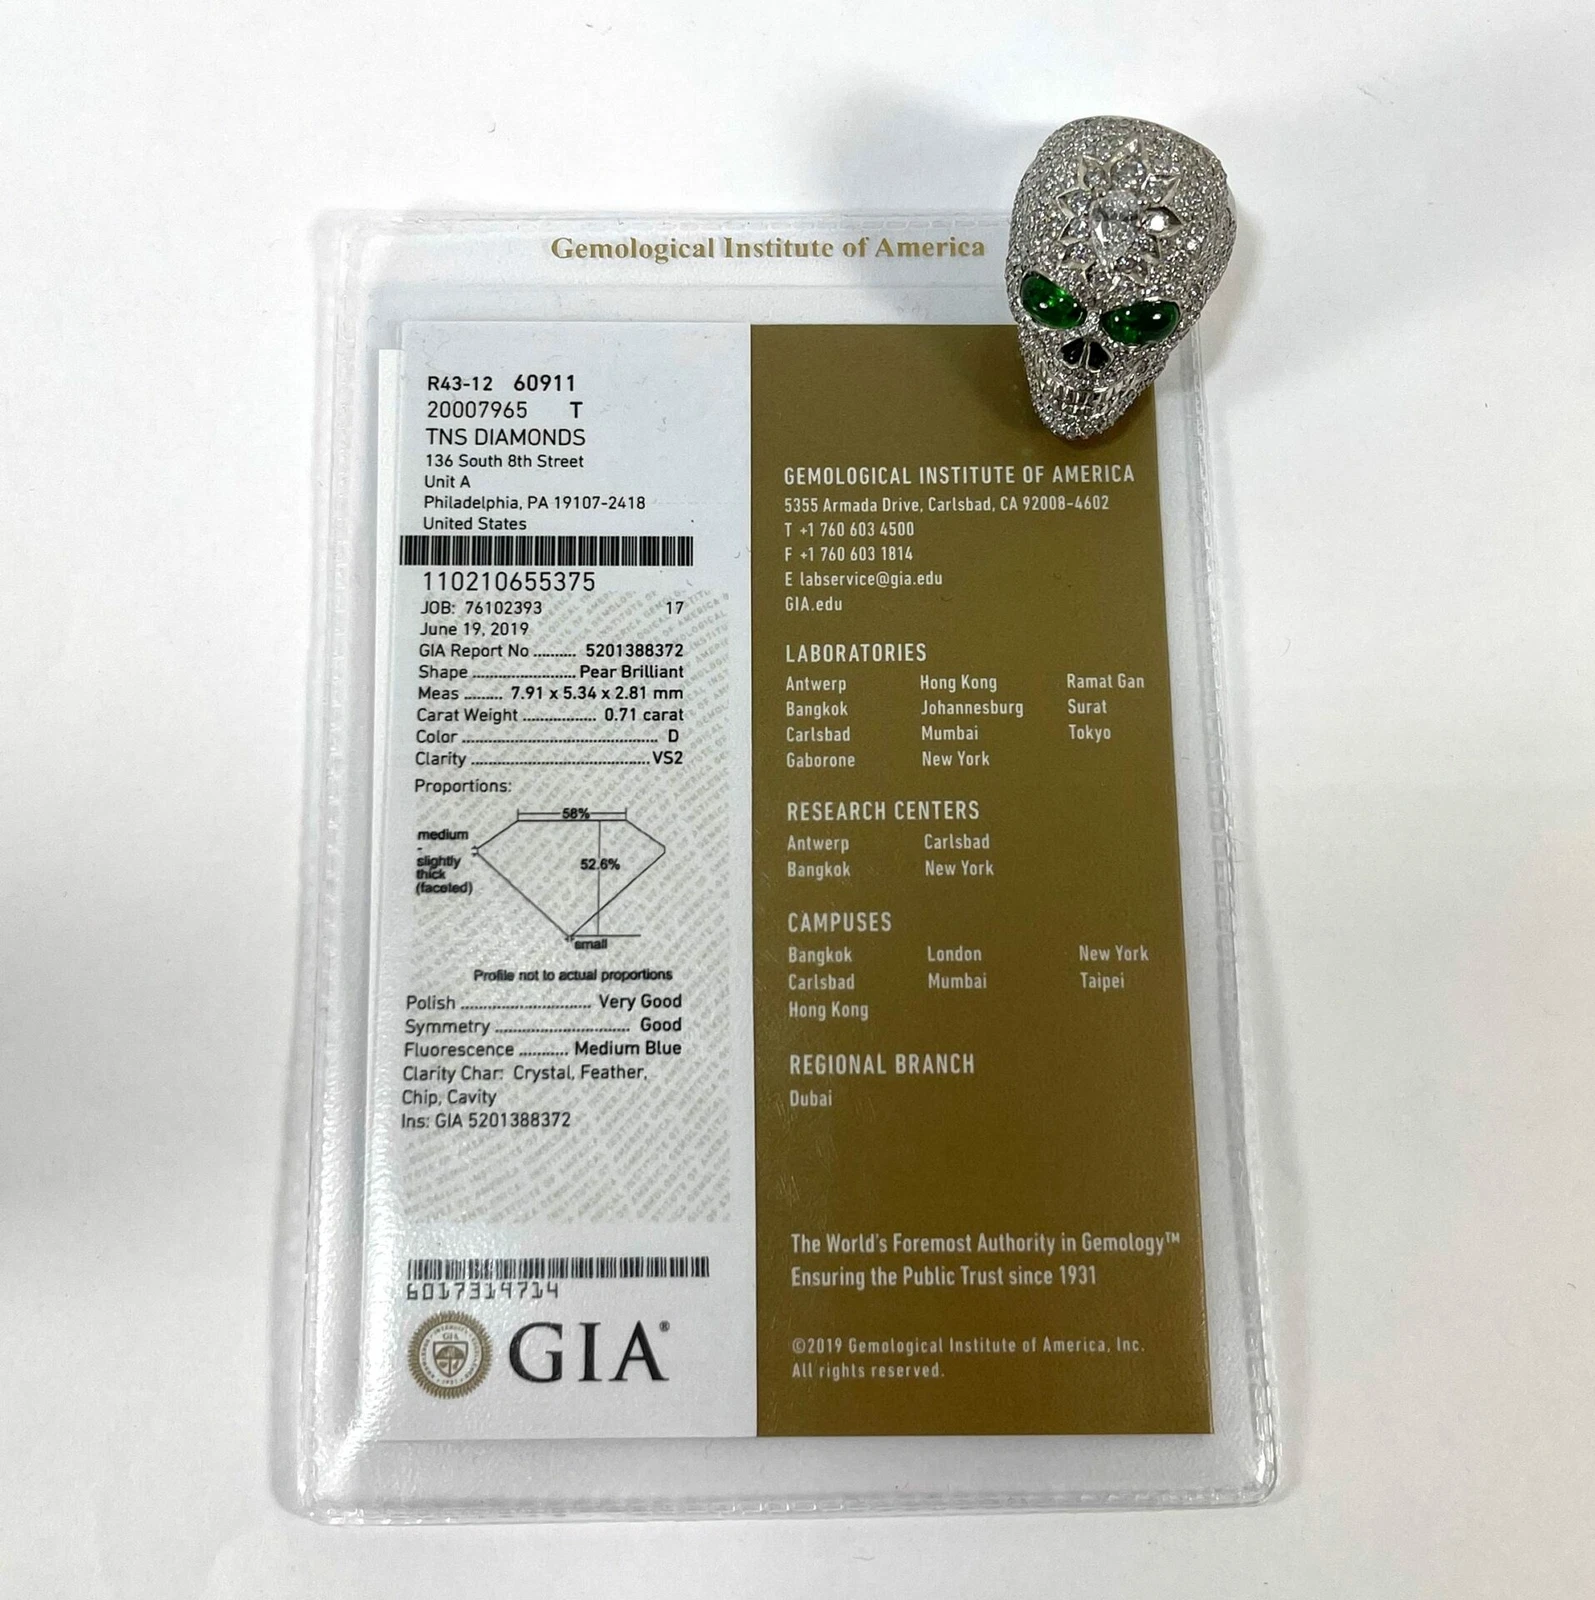 Gemological Institute of America
R43-12 60911
20007965 T
TNS DIAMONDS
136 South 8th Street
Unit A
Philadelphia, PA 19107-2418
United States
110210655375
JOB: 76102393 17
June 19, 2019
GIA Report No .......... 5201388372
Shape ........................ Pear Brilliant
Meas ......... 7.91 x 5.34 x 2.81 mm
Carat Weight ................. 0.71 carat
Color ............................................. D
Clarity .........................................VS2
Proportions:
58%
medium
-
slightly
thick
(faceted)
52.6%
small
Profile not to actual proportions
Polish .............................. Very Good
Symmetry ............................... Good
Fluorescence ........... Medium Blue
Clarity Char: Crystal, Feather,
Chip, Cavity
Ins: GIA 5201388372
6017314714
GIA®
GEMOLOGICAL INSTITUTE OF AMERICA
5355 Armada Drive, Carlsbad, CA 92008-4602
T +1 760 603 4500
F +1 760 603 1814
E labservice@gia.edu
GIA.edu
LABORATORIES
Antwerp Hong Kong Ramat Gan
Bangkok Johannesburg Surat
Carlsbad Mumbai Tokyo
Gaborone New York
RESEARCH CENTERS
Antwerp Carlsbad
Bangkok New York
CAMPUSES
Bangkok London New York
Carlsbad Mumbai Taipei
Hong Kong
REGIONAL BRANCH
Dubai
The World's Foremost Authority in Gemology™
Ensuring the Public Trust since 1931
©2019 Gemological Institute of America, Inc.
All rights reserved.